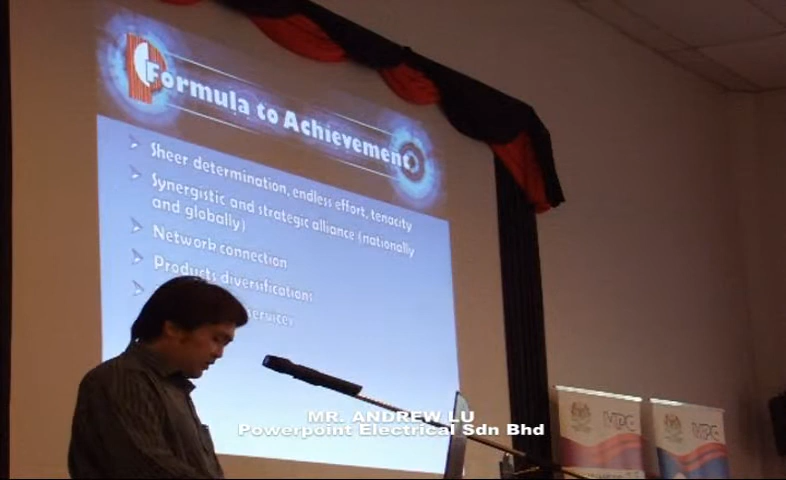 Formula to Achievement
Sheer determination, endless effort, tenacity
Synergistic and strategic alliance (nationally
and globally)
Network connection
Products diversifications
services
MR. ANDREW LU
Powerpoint Electrical Sdn Bhd
MPC
MPC